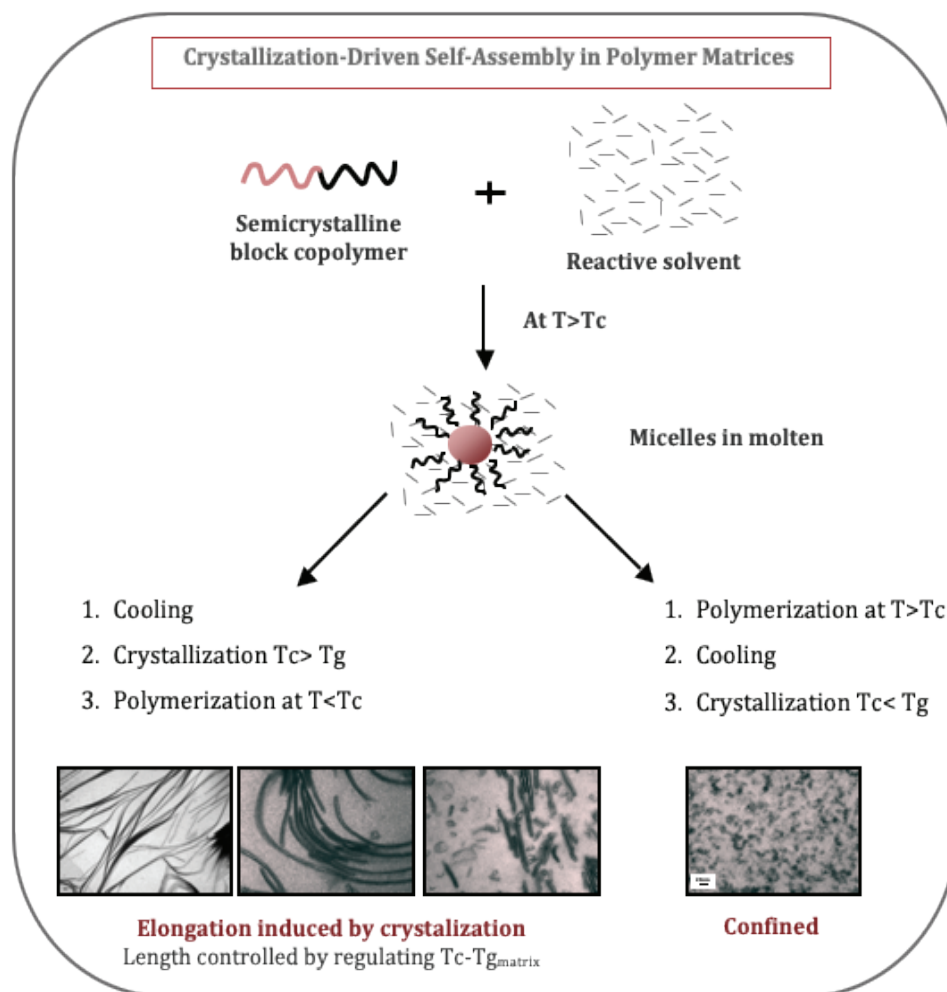 Crystallization-Driven Self-Assembly in Polymer Matrices
+
Semicrystalline
block copolymer
Reactive solvent
At T>Tc
Micelles in molten
1. Cooling
2. Crystallization Tc> Tg
3. Polymerization at T<Tc
1. Polymerization at T>Tc
2. Cooling
3. Crystallization Tc< Tg
Elongation induced by crystalization
Length controlled by regulating Tc-Tgmatrix
Confined